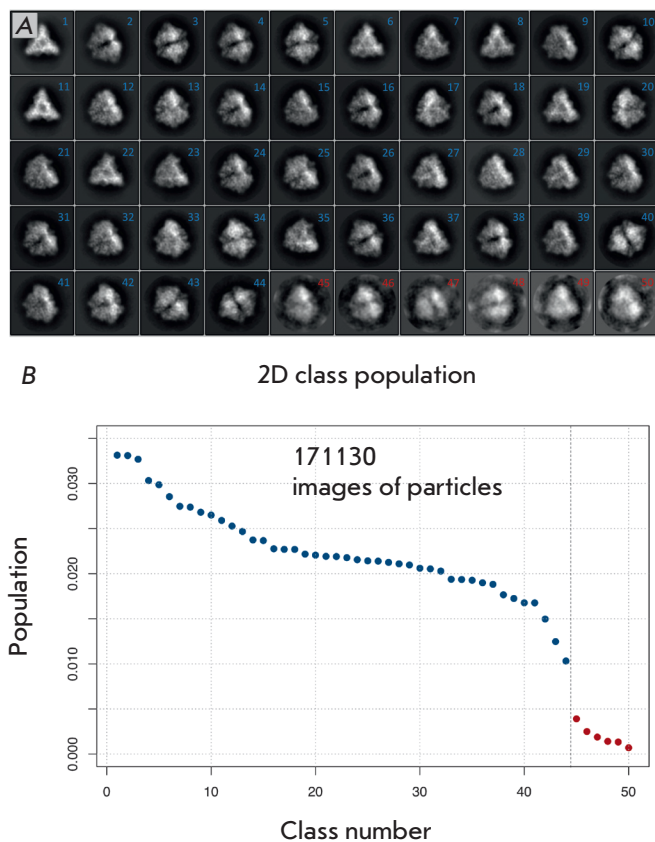 A
1 2 3 4 5 6 7 8 9 10
11 12 13 14 15 16 17 18 19 20
21 22 23 24 25 26 27 28 29 30
31 32 33 34 35 36 37 38 39 40
41 42 43 44 45 46 47 48 49 50
B 2D class population
171130
images of particles
0.030
0.020
0.010
0.000
Population
0 10 20 30 40 50
Class number